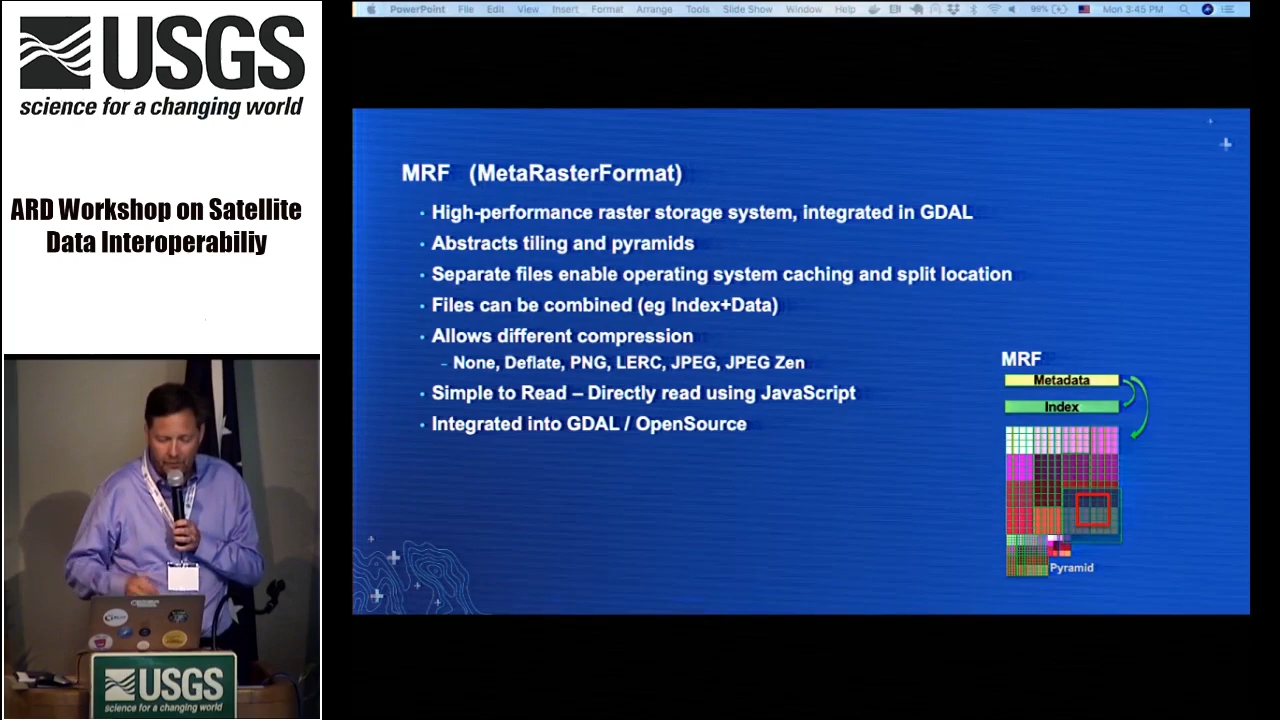 USGS
science for a changing world
ARD Workshop on Satellite
Data Interoperabiliy
PowerPoint File Edit View Insert Format Arrange Tools Slide Show Window Help 99% Mon 3:45 PM
MRF (MetaRasterFormat)
· High-performance raster storage system, integrated in GDAL
· Abstracts tiling and pyramids
· Separate files enable operating system caching and split location
· Files can be combined (eg Index+Data)
· Allows different compression
– None, Deflate, PNG, LERC, JPEG, JPEG Zen
· Simple to Read – Directly read using JavaScript
· Integrated into GDAL / OpenSource
MRF
Metadata
Index
Pyramid
USGS
science for a changing world